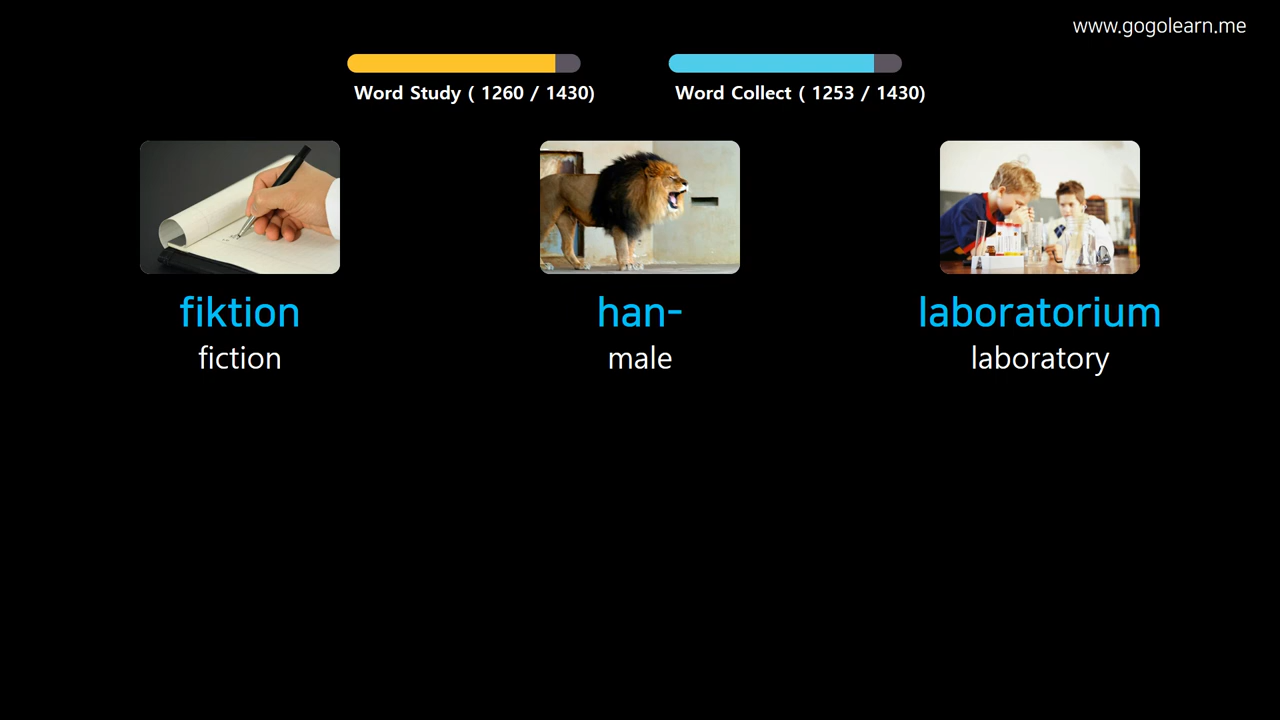 www.gogolearn.me
Word Study ( 1260 / 1430)
Word Collect ( 1253 / 1430)
fiktion
han-
laboratorium
fiction
male
laboratory